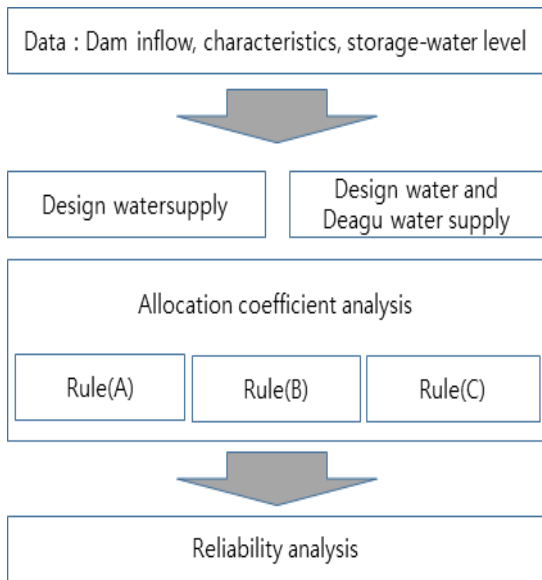 Data : Dam inflow, characteristics, storage-water level
Design watersupply
Design water and
Deagu water supply
Allocation coefficient analysis
Rule(A)
Rule(B)
Rule(C)
Reliability analysis